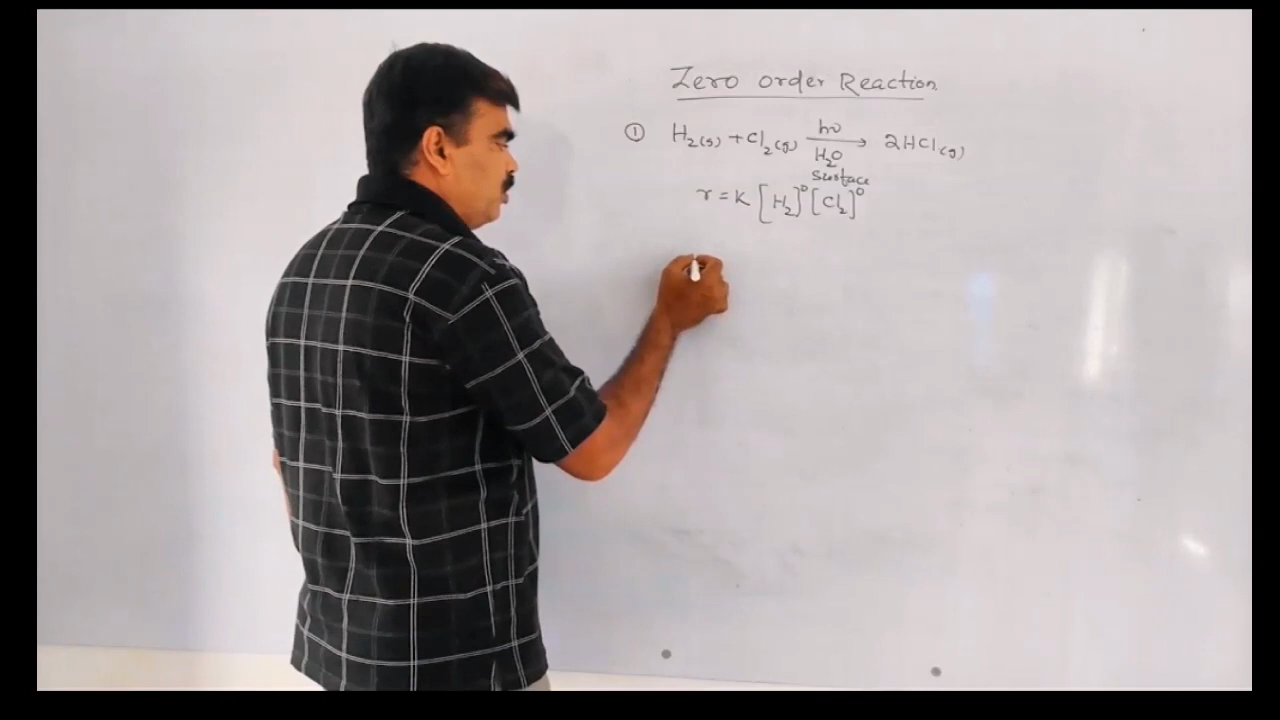 Zero order Reaction
① H₂(g) + Cl₂(g) hν/H₂O Surface → 2HCl(g)
r = K [H₂]⁰ [Cl₂]⁰